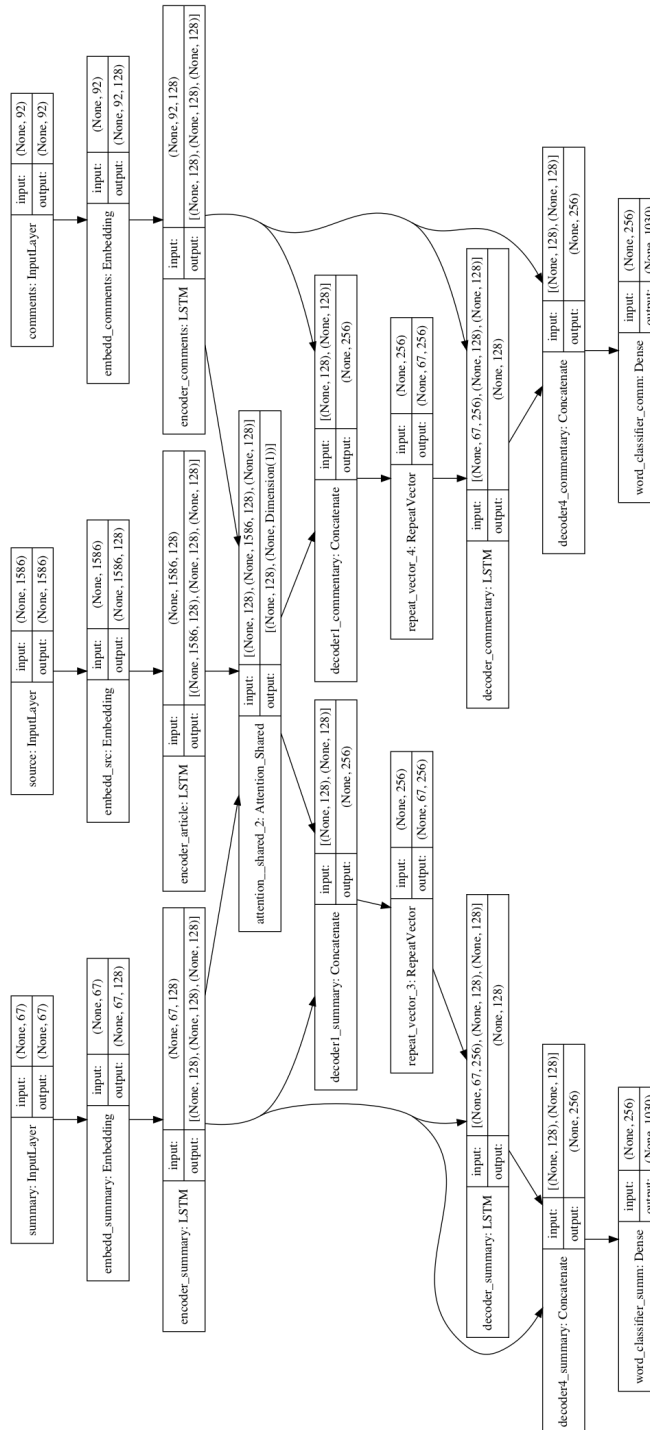 summary: InputLayer
input: (None, 67)
output: (None, 67)
source: InputLayer
input: (None, 1586)
output: (None, 1586)
comments: InputLayer
input: (None, 92)
output: (None, 92)
embedd_summary: Embedding
input: (None, 67)
output: (None, 67, 128)
embedd_src: Embedding
input: (None, 1586)
output: (None, 1586, 128)
embedd_comments: Embedding
input: (None, 92)
output: (None, 92, 128)
encoder_summary: LSTM
input: (None, 67, 128)
output: [(None, 128), (None, 128), (None, 128)]
encoder_article: LSTM
input: (None, 1586, 128)
output: [(None, 1586, 128), (None, 128), (None, 128)]
encoder_comments: LSTM
input: (None, 92, 128)
output: [(None, 128), (None, 128), (None, 128)]
attention__shared_2: Attention_Shared
input: [(None, 128), (None, 1586, 128), (None, 128)]
output: [(None, 128), (None, Dimension(1))]
decoder1_summary: Concatenate
input: [(None, 128), (None, 128)]
output: (None, 256)
decoder1_commentary: Concatenate
input: [(None, 128), (None, 128)]
output: (None, 256)
repeat_vector_3: RepeatVector
input: (None, 256)
output: (None, 67, 256)
repeat_vector_4: RepeatVector
input: (None, 256)
output: (None, 67, 256)
decoder_summary: LSTM
input: [(None, 67, 256), (None, 128), (None, 128)]
output: (None, 128)
decoder_commentary: LSTM
input: [(None, 67, 256), (None, 128), (None, 128)]
output: (None, 128)
decoder4_summary: Concatenate
input: [(None, 128), (None, 128)]
output: (None, 256)
decoder4_commentary: Concatenate
input: [(None, 128), (None, 128)]
output: (None, 256)
word_classifier_summ: Dense
input: (None, 256)
output:
word_classifier_comm: Dense
input: (None, 256)
output: